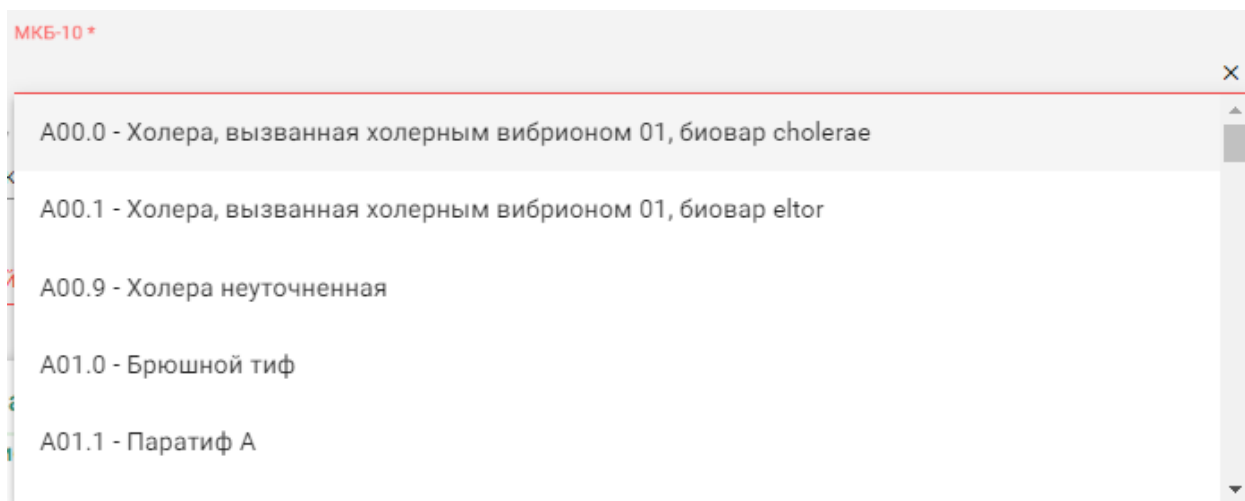 МКБ-10 *
A00.0 - Холера, вызванная холерным вибрионом 01, биовар cholerae
A00.1 - Холера, вызванная холерным вибрионом 01, биовар eltor
A00.9 - Холера неуточненная
A01.0 - Брюшной тиф
A01.1 - Паратиф A